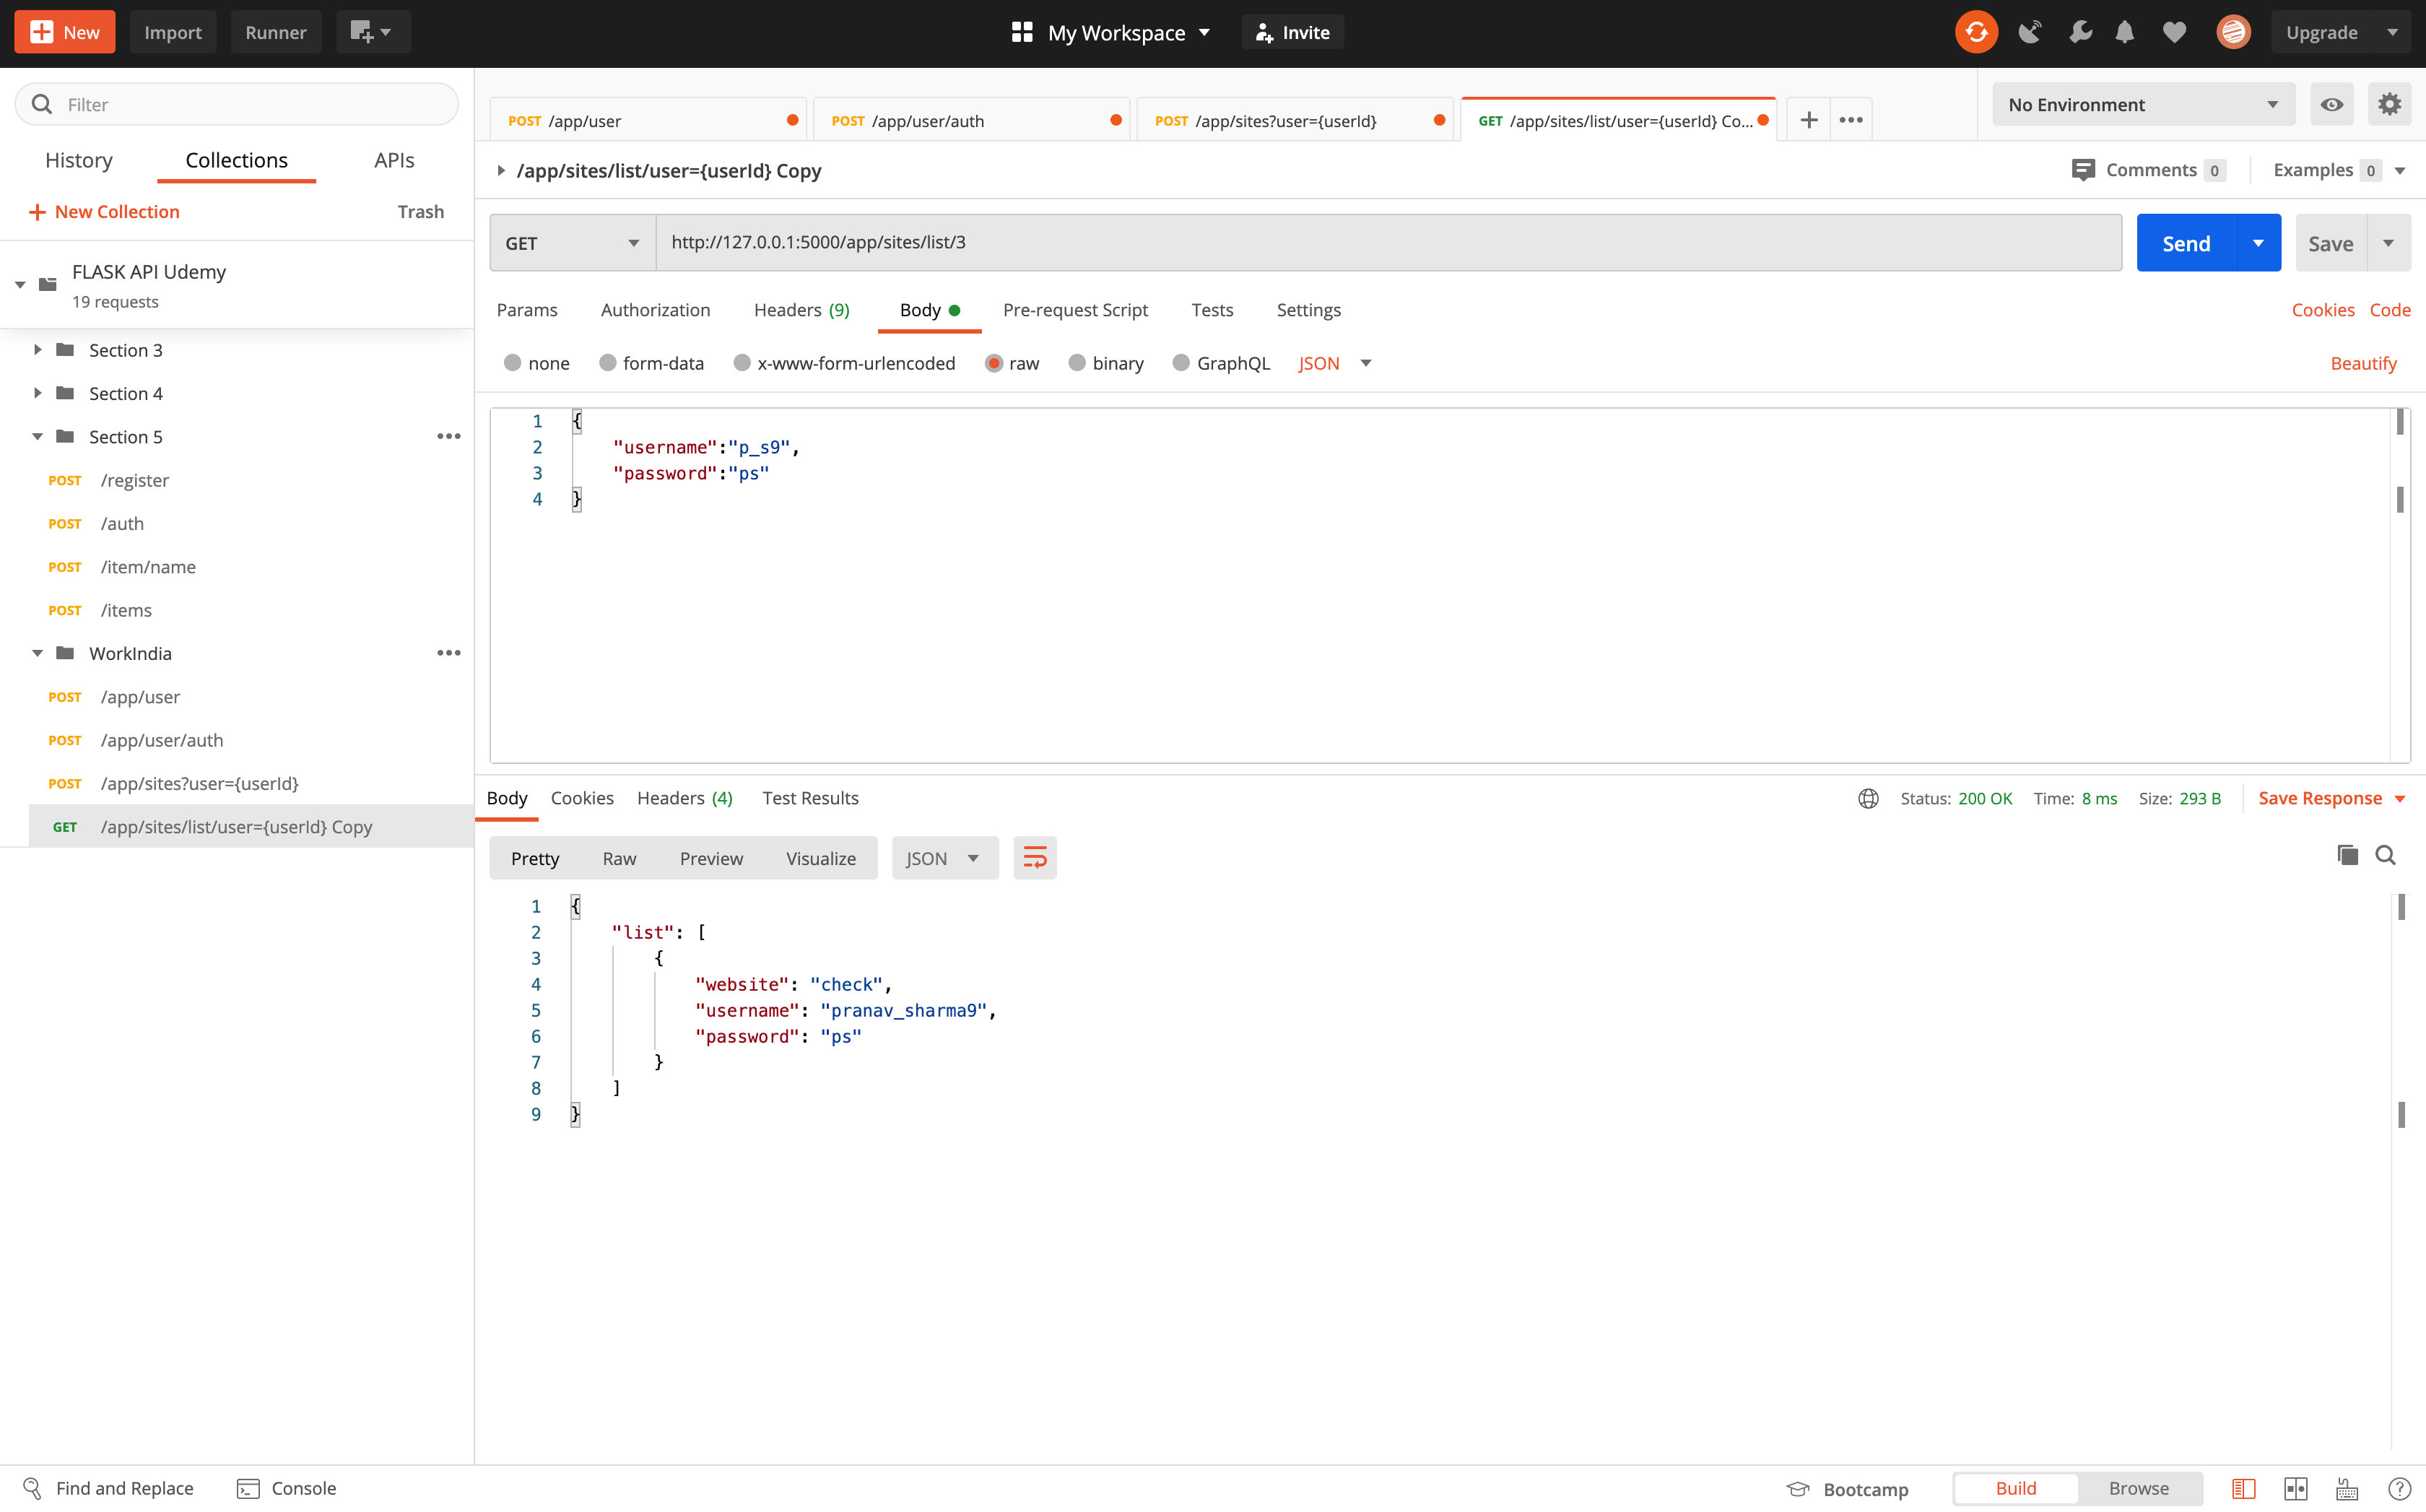 New Import Runner My Workspace Invite Upgrade
Filter
History Collections APIs
New Collection Trash
FLASK API Udemy
19 requests
Section 3
Section 4
Section 5
POST /register
POST /auth
POST /item/name
POST /items
WorkIndia
POST /app/user
POST /app/user/auth
POST /app/sites?user={userId}
GET /app/sites/list/user={userId} Copy
POST /app/user POST /app/user/auth POST /app/sites?user={userId} GET /app/sites/list/user={userId} Co... No Environment
/app/sites/list/user={userId} Copy Comments 0 Examples 0
GET http://127.0.0.1:5000/app/sites/list/3 Send Save
Params Authorization Headers (9) Body Pre-request Script Tests Settings Cookies Code
none form-data x-www-form-urlencoded raw binary GraphQL JSON Beautify
1 {
2 "username":"p_s9",
3 "password":"ps"
4 }
Body Cookies Headers (4) Test Results Status: 200 OK Time: 8 ms Size: 293 B Save Response
Pretty Raw Preview Visualize JSON
1 {
2 "list": [
3 {
4 "website": "check",
5 "username": "pranav_sharma9",
6 "password": "ps"
7 }
8 ]
9 }
Find and Replace Console Bootcamp Build Browse